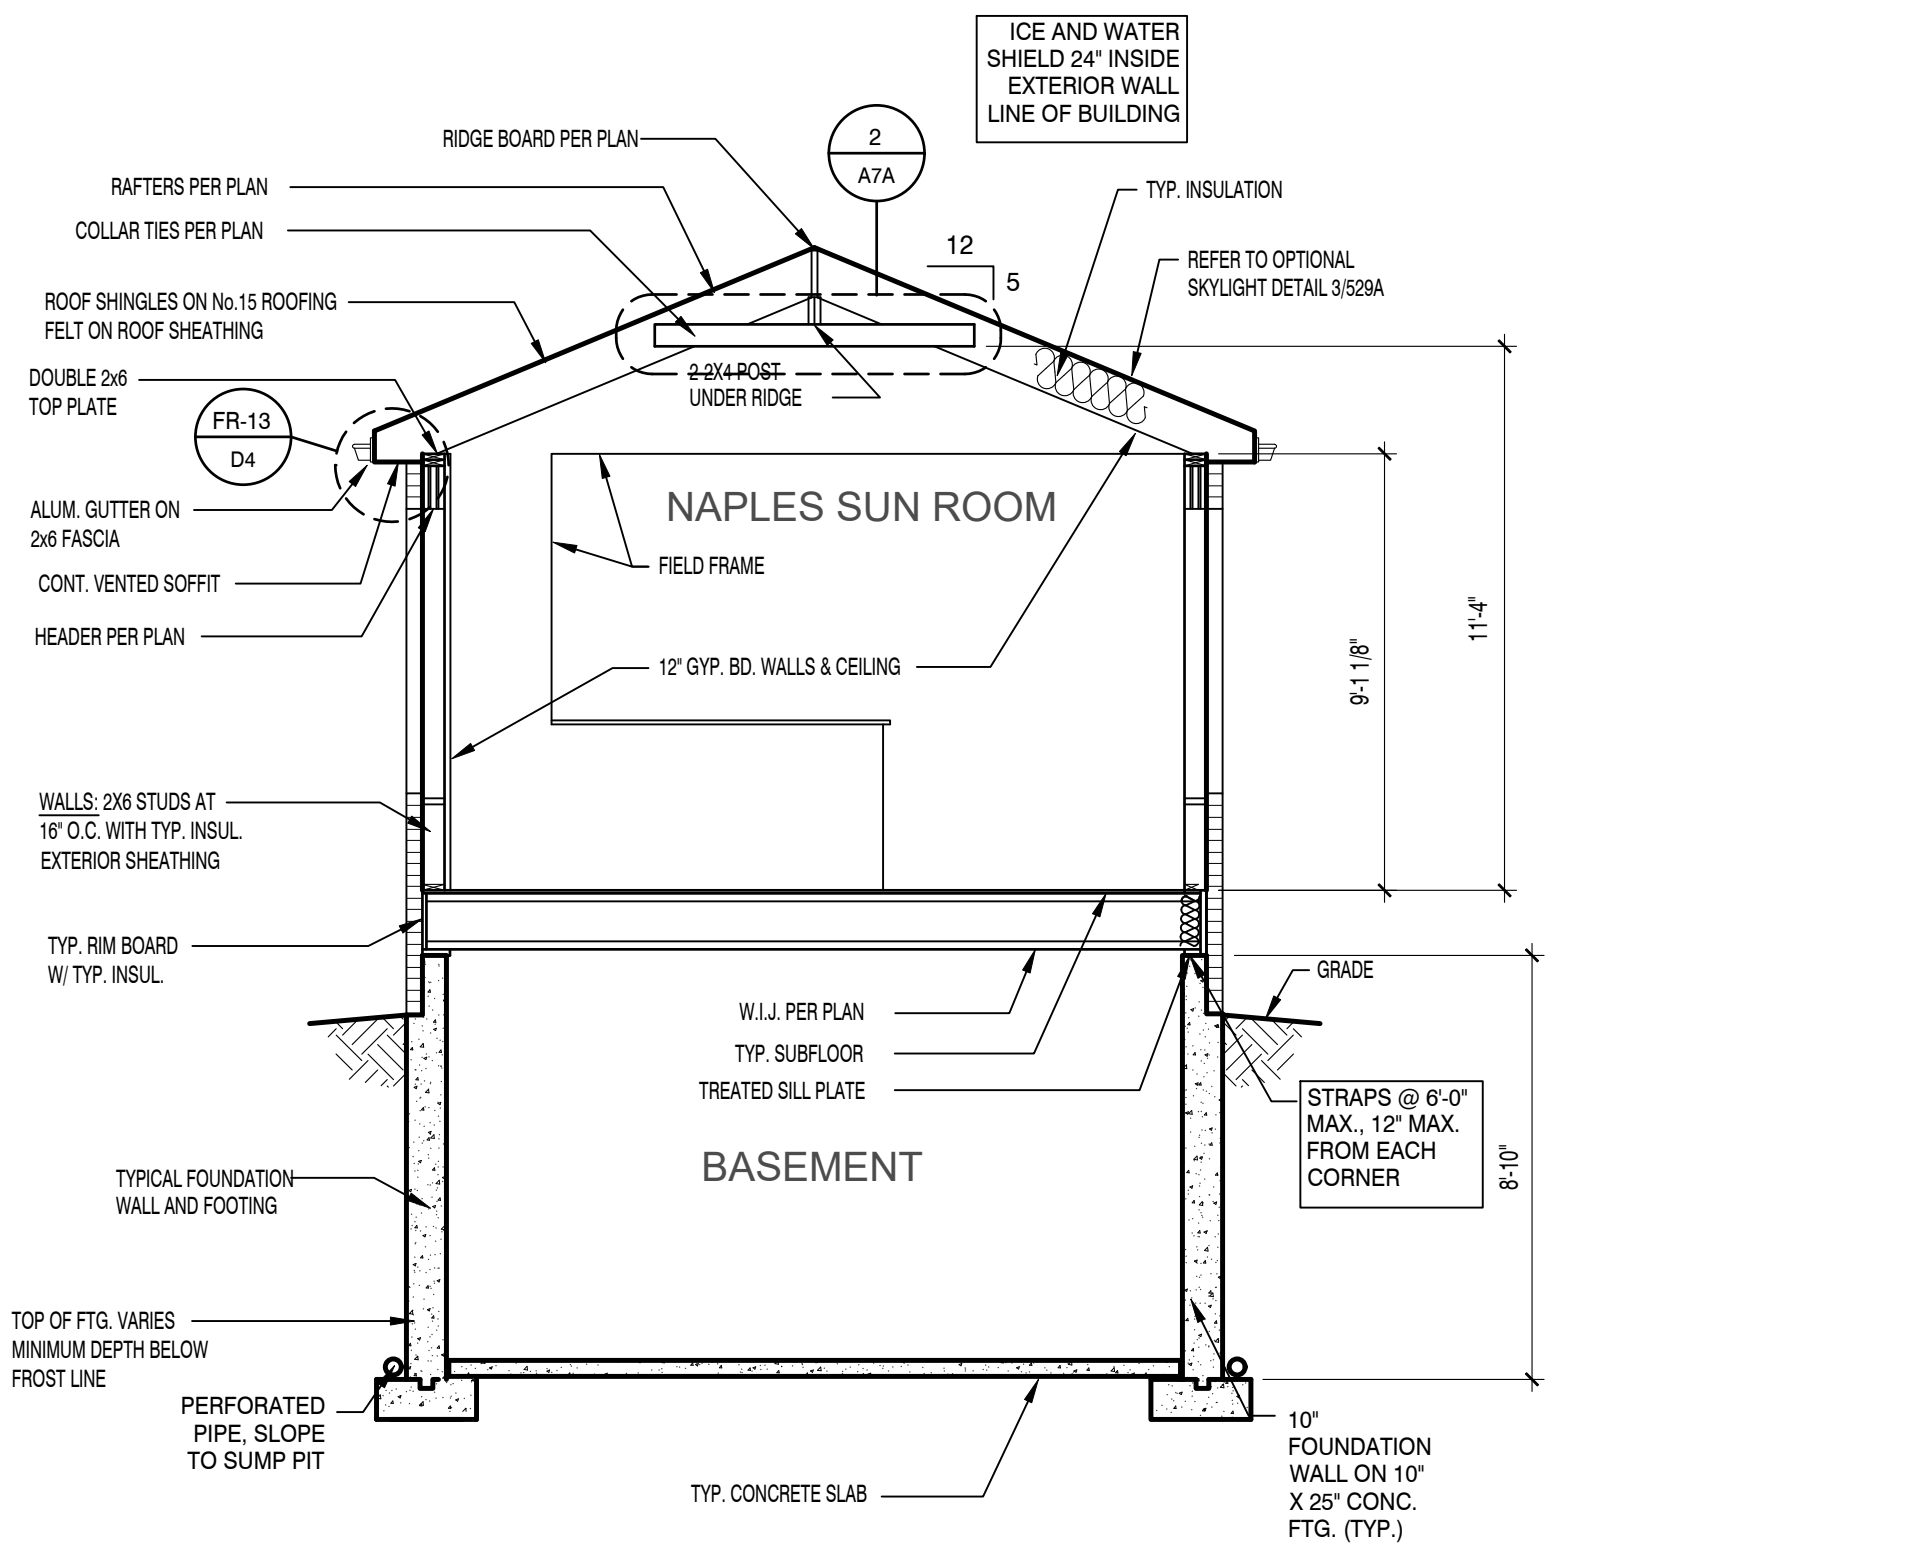 ICE AND WATER
SHIELD 24" INSIDE
EXTERIOR WALL
LINE OF BUILDING
2
A7A
RIDGE BOARD PER PLAN
RAFTERS PER PLAN
COLLAR TIES PER PLAN
TYP. INSULATION
12
5
REFER TO OPTIONAL
SKYLIGHT DETAIL 3/529A
ROOF SHINGLES ON No.15 ROOFING
FELT ON ROOF SHEATHING
DOUBLE 2x6
TOP PLATE
2 2X4 POST
UNDER RIDGE
FR-13
D4
ALUM. GUTTER ON
2x6 FASCIA
NAPLES SUN ROOM
FIELD FRAME
CONT. VENTED SOFFIT
HEADER PER PLAN
12" GYP. BD. WALLS & CEILING
9'-1 1/8"
11'-4"
WALLS: 2X6 STUDS AT
16" O.C. WITH TYP. INSUL.
EXTERIOR SHEATHING
TYP. RIM BOARD
W/ TYP. INSUL.
GRADE
W.I.J. PER PLAN
TYP. SUBFLOOR
TREATED SILL PLATE
STRAPS @ 6'-0"
MAX., 12" MAX.
FROM EACH
CORNER
8'-10"
BASEMENT
TYPICAL FOUNDATION
WALL AND FOOTING
TOP OF FTG. VARIES
MINIMUM DEPTH BELOW
FROST LINE
PERFORATED
PIPE, SLOPE
TO SUMP PIT
TYP. CONCRETE SLAB
10"
FOUNDATION
WALL ON 10"
X 25" CONC.
FTG. (TYP.)